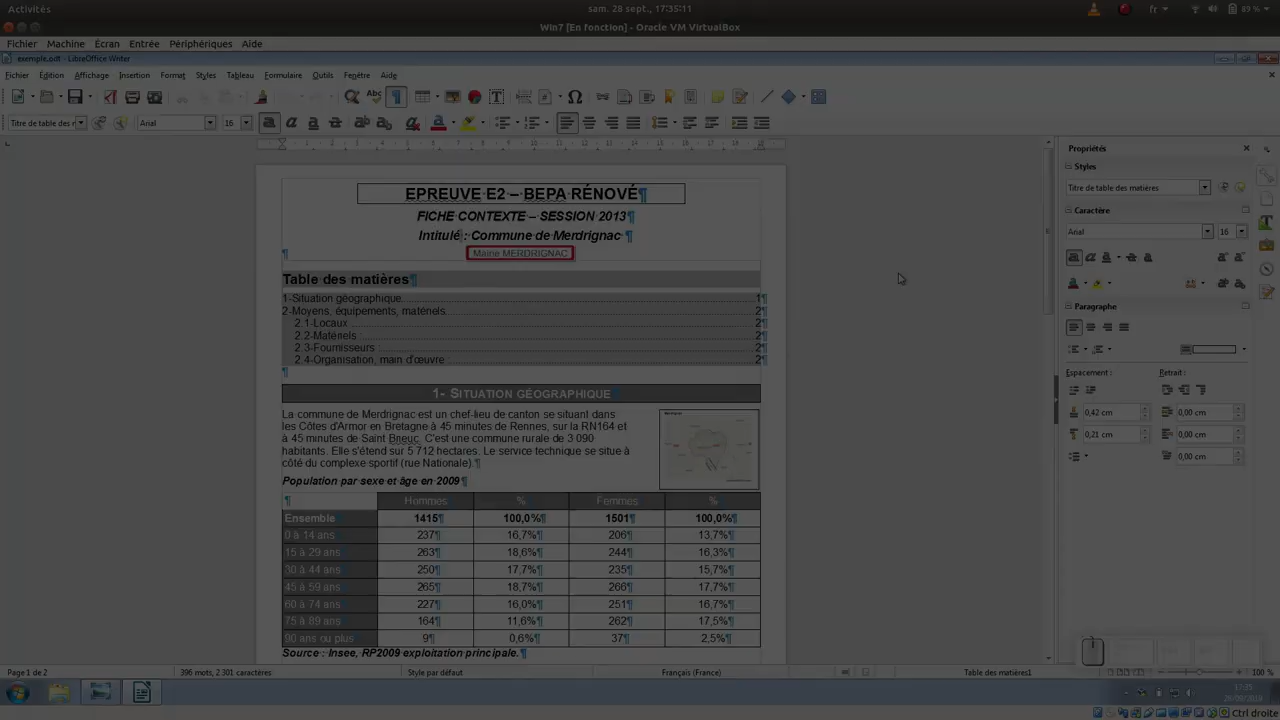 Activités
sam. 28 sept., 17:35:11
fr
89 %
Win7 [En fonction] - Oracle VM VirtualBox
Fichier Machine Écran Entrée Périphériques Aide
exemple.odt - LibreOffice Writer
Fichier Édition Affichage Insertion Format Styles Tableau Formulaire Outils Fenêtre Aide
Titre de table des r Arial 16
EPREUVE E2 – BEPA RÉNOVÉ¶
FICHE CONTEXTE – SESSION 2013¶
Intitulé : Commune de Merdrignac ¶
¶ Mairie MERDRIGNAC
Table des matières¶
1-Situation géographique 1¶
2-Moyens, équipements, matériels 2¶
2.1-Locaux 2¶
2.2-Matériels : 2¶
2.3-Fournisseurs : 2¶
2.4-Organisation, main d'œuvre : 2¶
¶
1- SITUATION GÉOGRAPHIQUE
La commune de Merdrignac est un chef-lieu de canton se situant dans
les Côtes d'Armor en Bretagne à 45 minutes de Rennes, sur la RN164 et
à 45 minutes de Saint Brieuc. C'est une commune rurale de 3 090
habitants. Elle s'étend sur 5 712 hectares. Le service technique se situe à
côté du complexe sportif (rue Nationale).¶
Population par sexe et âge en 2009¶
¶ Hommes % Femmes %
Ensemble 1415¶ 100,0%¶ 1501¶ 100,0%¶
0 à 14 ans 237¶ 16,7%¶ 206¶ 13,7%¶
15 à 29 ans 263¶ 18,6%¶ 244¶ 16,3%¶
30 à 44 ans 250¶ 17,7%¶ 235¶ 15,7%¶
45 à 59 ans 265¶ 18,7%¶ 266¶ 17,7%¶
60 à 74 ans 227¶ 16,0%¶ 251¶ 16,7%¶
75 à 89 ans 164¶ 11,6%¶ 262¶ 17,5%¶
90 ans ou plus 9¶ 0,6%¶ 37¶ 2,5%¶
Source : Insee, RP2009 exploitation principale.¶
Propriétés
Styles
Titre de table des matières
Caractère
Arial 16
Paragraphe
Espacement : Retrait :
0,42 cm 0,00 cm
0,21 cm 0,00 cm
0,00 cm
Page 1 de 2 396 mots, 2 301 caractères Style par défaut Français (France) Table des matières1 100 %
17:35
Ctrl droite